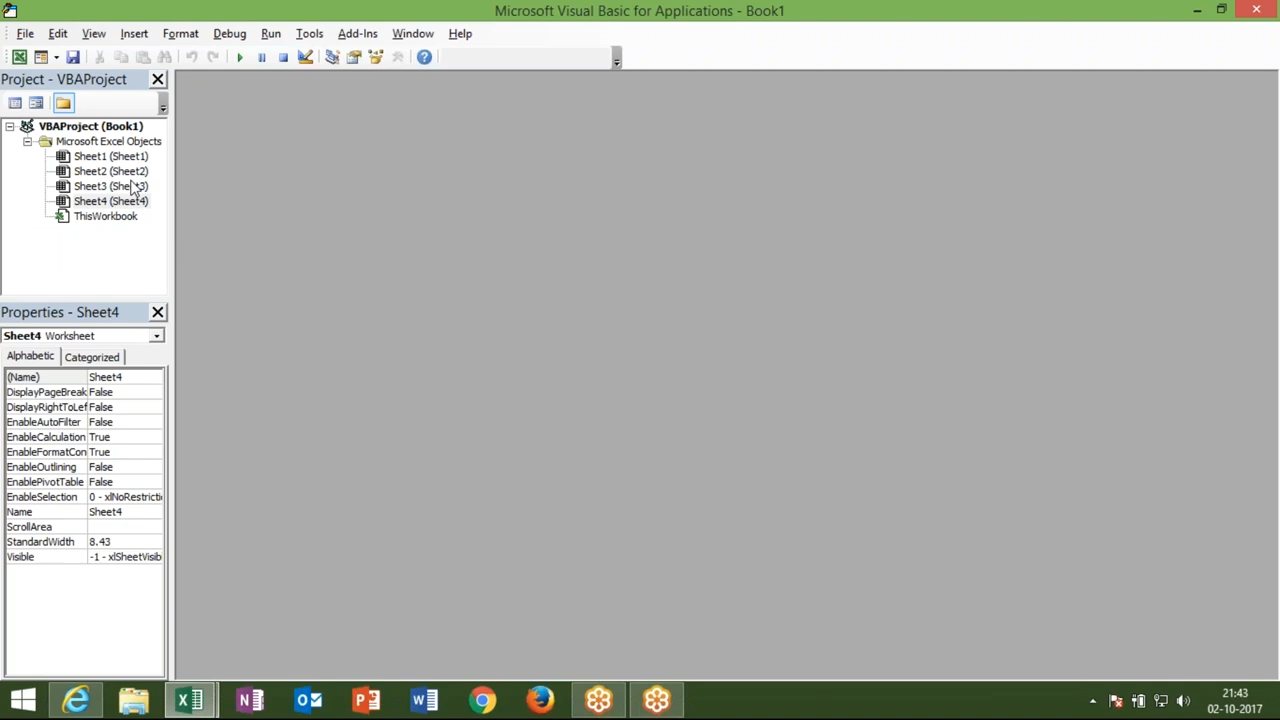 Microsoft Visual Basic for Applications - Book1
File Edit View Insert Format Debug Run Tools Add-Ins Window Help
Project - VBAProject
VBAProject (Book1)
Microsoft Excel Objects
Sheet1 (Sheet1)
Sheet2 (Sheet2)
Sheet3 (Sheet3)
Sheet4 (Sheet4)
ThisWorkbook
Properties - Sheet4
Sheet4 Worksheet
Alphabetic Categorized
(Name) Sheet4
DisplayPageBreak False
DisplayRightToLef False
EnableAutoFilter False
EnableCalculation True
EnableFormatCon True
EnableOutlining False
EnablePivotTable False
EnableSelection 0 - xlNoRestricti
Name Sheet4
ScrollArea
StandardWidth 8.43
Visible -1 - xlSheetVisib
21:43
02-10-2017